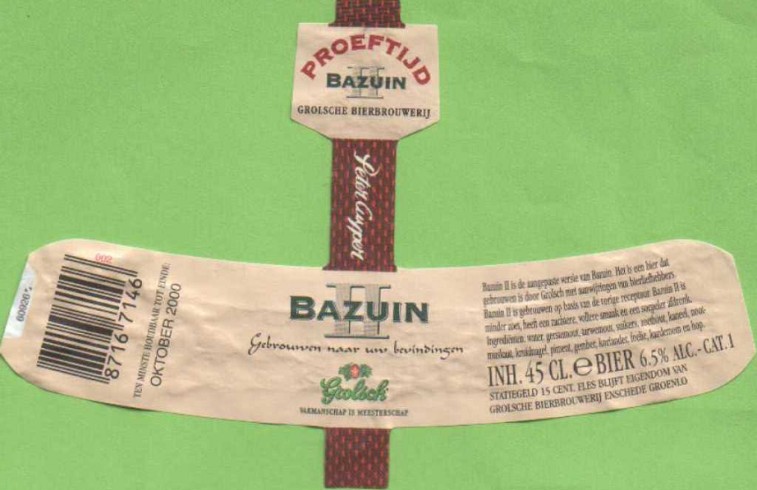 PROEFTIJD
II
BAZUIN
GROLSCHE BIERBROUWERIJ
Peter Cuyper
602
8716 7146
TEN MINSTE HOUDBAAR TOT EINDE:
OKTOBER 2000
60926
II
BAZUIN
Gebrouwen naar uw bevindingen
Grolsch
VAKMANSCHAP IS MEESTERSCHAP
Bazuin II is de aangepaste versie van Bazuin. Het is een bier dat
gebrouwen is door Grolsch met aanwijzingen van bierliefhebbers.
Bazuin II is gebrouwen op basis van de vorige receptuur. Bazuin II is
minder zoet, heeft een zachtere, vollere smaak en een soepeler afdronk.
Ingrediënten: water, gerstemout, tarwemout, suikers, zoethout, kaneel, noot-
muskaat, kruidnagel, piment, gember, koriander, foelie, kardemom en hop.
INH. 45 CL. e BIER 6.5% ALC. - CAT. 1
STATIEGELD 15 CENT. FLES BLIJFT EIGENDOM VAN
GROLSCHE BIERBROUWERIJ ENSCHEDE GROENLO